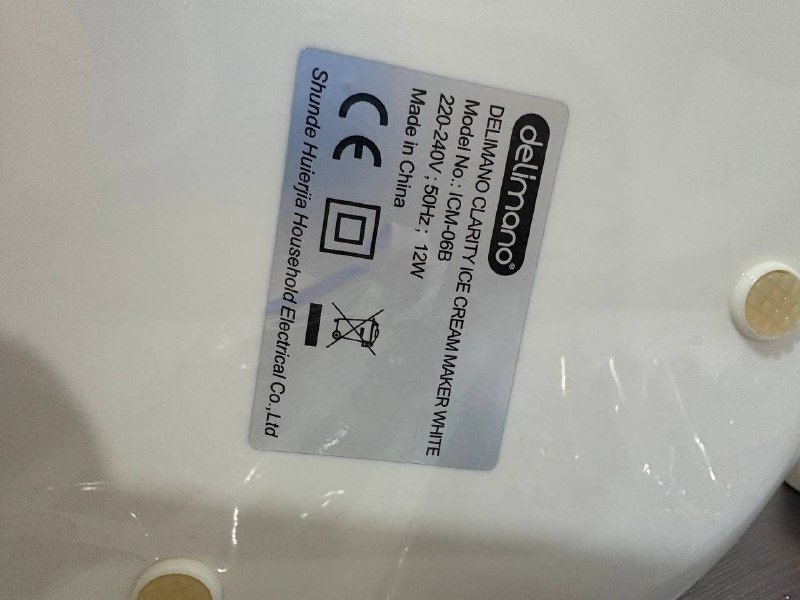 delimano®
DELIMANO CLARITY ICE CREAM MAKER WHITE
Model No.: ICM-06B
220-240V ; 50Hz ; 12W
Made in China
CE
Shunde Huierjia Household Electrical Co.,Ltd